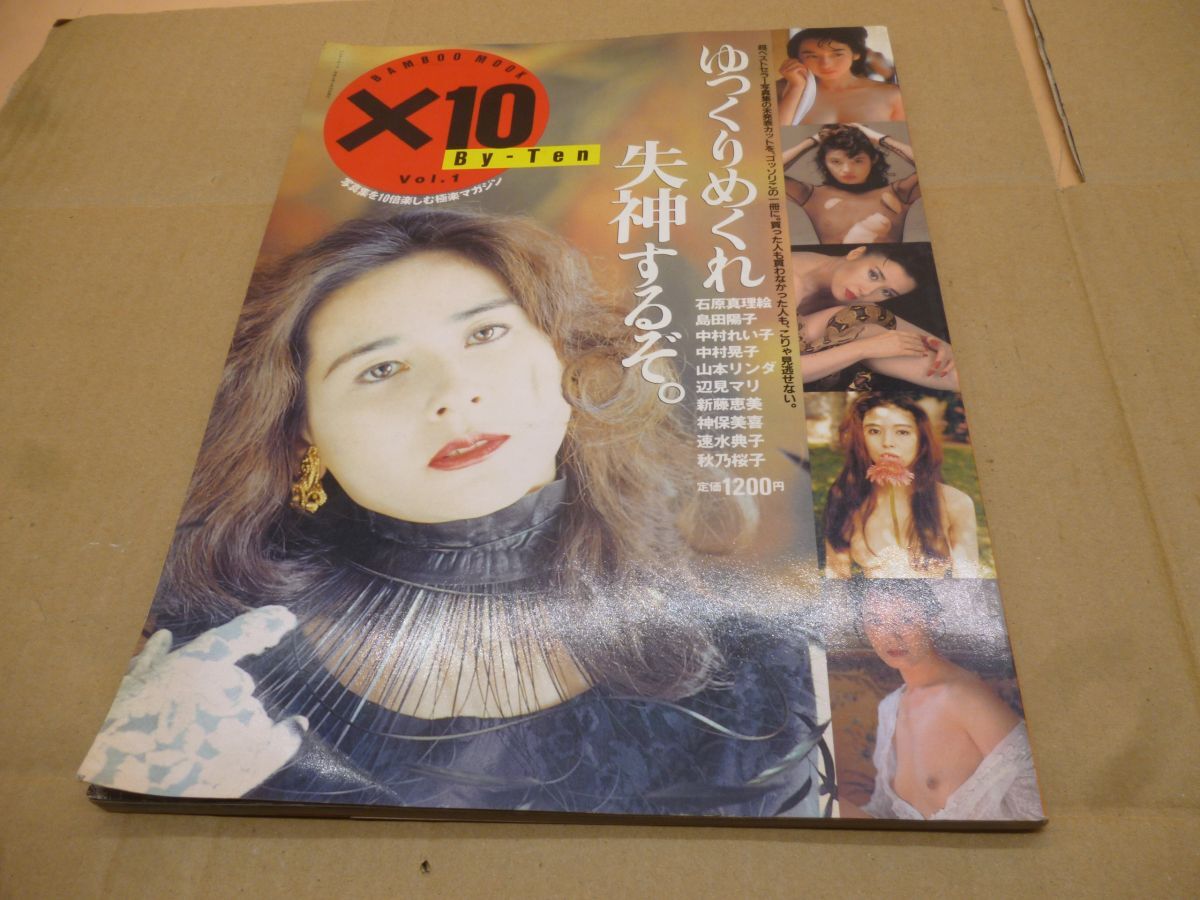 BAMBOO MOOK
×10
By-Ten
Vol.1
写真集を10倍楽しむ極楽マガジン
超ベストセラー写真集の未発表カットを、ゴッソリこの一冊に。買った人も買わなかった人も、こりゃ見逃せない。
ゆっくりめくれ
失神するぞ。
石原真理絵
島田陽子
中村れい子
中村晃子
山本リンダ
辺見マリ
新藤恵美
神保美喜
速水典子
秋乃桜子
定価1200円